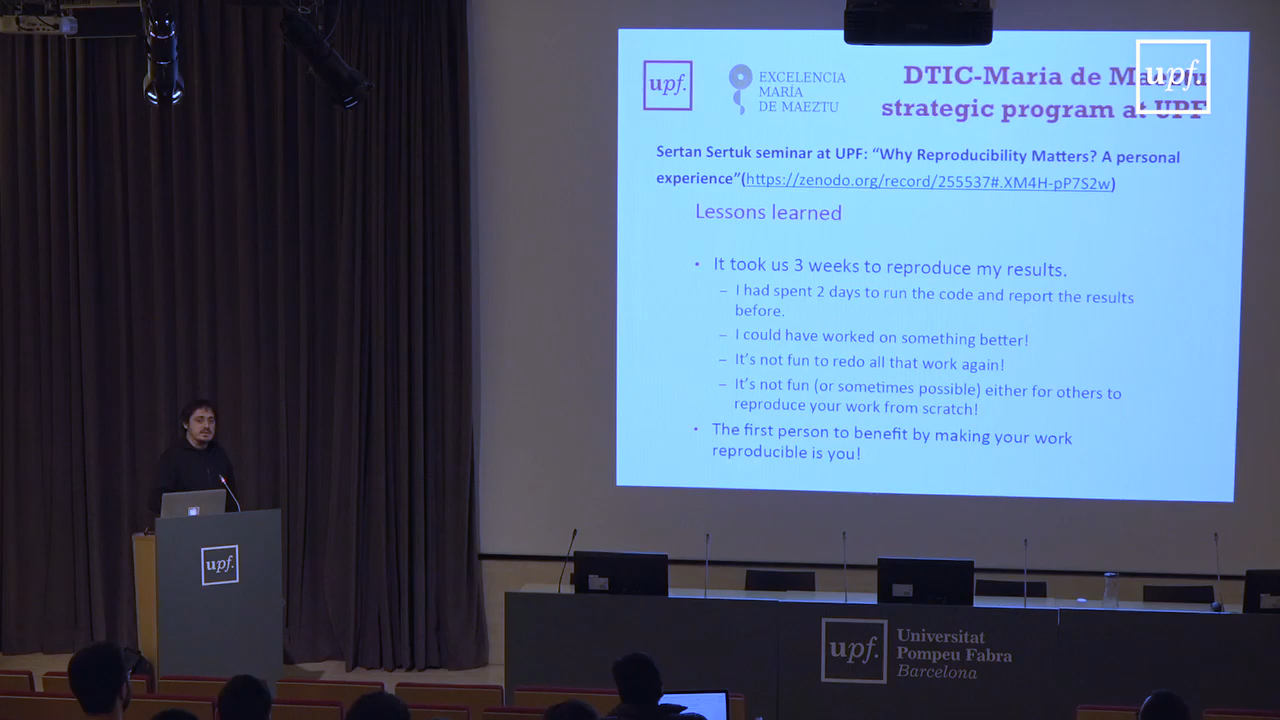 upf.
EXCELENCIA
MARÍA
DE MAEZTU
DTIC-Maria de Maeztu
strategic program at UPF
upf
Sertan Sertuk seminar at UPF: “Why Reproducibility Matters? A personal
experience”(https://zenodo.org/record/255537#.XM4H-pP7S2w)
Lessons learned
• It took us 3 weeks to reproduce my results.
– I had spent 2 days to run the code and report the results
before.
– I could have worked on something better!
– It’s not fun to redo all that work again!
– It’s not fun (or sometimes possible) either for others to
reproduce your work from scratch!
• The first person to benefit by making your work
reproducible is you!
upf.
upf.
Universitat
Pompeu Fabra
Barcelona